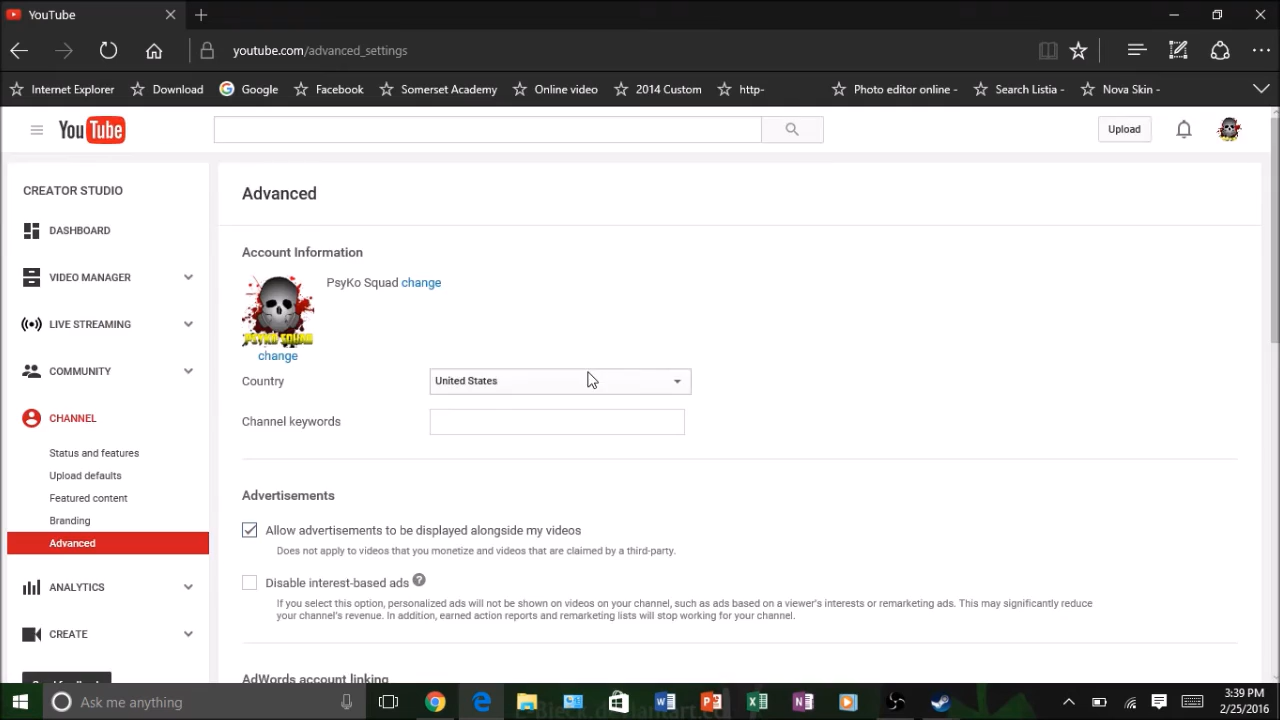 YouTube
youtube.com/advanced_settings
Internet Explorer Download Google Facebook Somerset Academy Online video 2014 Custom http- Photo editor online - Search Listia - Nova Skin -
YouTube Upload
CREATOR STUDIO
DASHBOARD
VIDEO MANAGER
LIVE STREAMING
COMMUNITY
CHANNEL
Status and features
Upload defaults
Featured content
Branding
Advanced
ANALYTICS
CREATE
Advanced
Account Information
PsyKo Squad change
PSYKO SQUAD
change
Country United States
Channel keywords
Advertisements
Allow advertisements to be displayed alongside my videos
Does not apply to videos that you monetize and videos that are claimed by a third-party.
Disable interest-based ads ?
If you select this option, personalized ads will not be shown on videos on your channel, such as ads based on a viewer's interests or remarketing ads. This may significantly reduce
your channel's revenue. In addition, earned action reports and remarketing lists will stop working for your channel.
AdWords account linking
Ask me anything
3:39 PM
2/25/2016